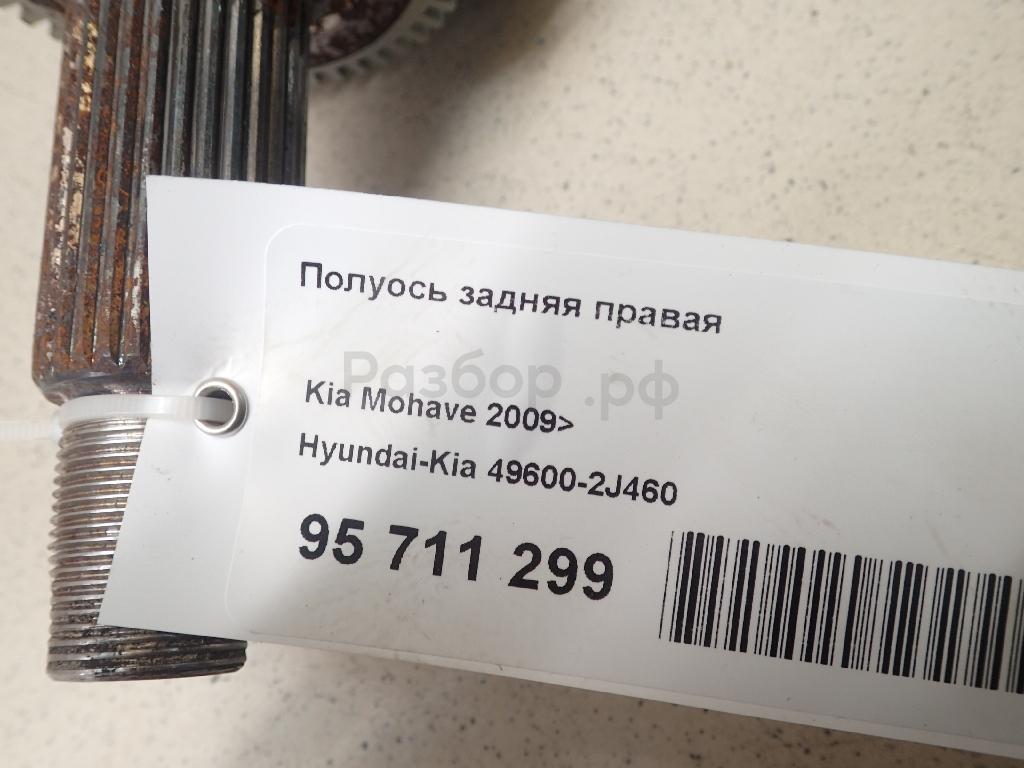 Полуось задняя правая
Разбор.рф
Kia Mohave 2009>
Hyundai-Kia 49600-2J460
95 711 299